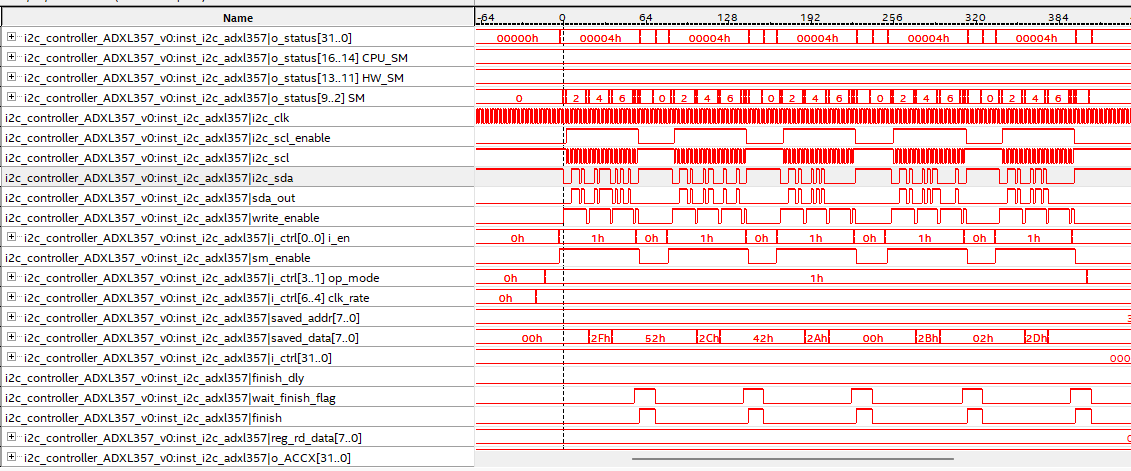 Name
-64 0 64 128 192 256 320 384
i2c_controller_ADXL357_v0:inst_i2c_adxl357|o_status[31..0] 00000h 00004h 00004h 00004h 00004h 00004h
i2c_controller_ADXL357_v0:inst_i2c_adxl357|o_status[16..14] CPU_SM
i2c_controller_ADXL357_v0:inst_i2c_adxl357|o_status[13..11] HW_SM
i2c_controller_ADXL357_v0:inst_i2c_adxl357|o_status[9..2] SM 0 2 4 6 0 2 4 6 0 2 4 6 0 2 4 6 0 2 4 6
i2c_controller_ADXL357_v0:inst_i2c_adxl357|i2c_clk
i2c_controller_ADXL357_v0:inst_i2c_adxl357|i2c_scl_enable
i2c_controller_ADXL357_v0:inst_i2c_adxl357|i2c_scl
i2c_controller_ADXL357_v0:inst_i2c_adxl357|i2c_sda
i2c_controller_ADXL357_v0:inst_i2c_adxl357|sda_out
i2c_controller_ADXL357_v0:inst_i2c_adxl357|write_enable
i2c_controller_ADXL357_v0:inst_i2c_adxl357|i_ctrl[0..0] i_en 0h 1h 0h 1h 0h 1h 0h 1h 0h 1h
i2c_controller_ADXL357_v0:inst_i2c_adxl357|sm_enable
i2c_controller_ADXL357_v0:inst_i2c_adxl357|i_ctrl[3..1] op_mode 0h 1h
i2c_controller_ADXL357_v0:inst_i2c_adxl357|i_ctrl[6..4] clk_rate 0h
i2c_controller_ADXL357_v0:inst_i2c_adxl357|saved_addr[7..0]
i2c_controller_ADXL357_v0:inst_i2c_adxl357|saved_data[7..0] 00h 2Fh 52h 2Ch 42h 2Ah 00h 2Bh 02h 2Dh
i2c_controller_ADXL357_v0:inst_i2c_adxl357|i_ctrl[31..0] 000
i2c_controller_ADXL357_v0:inst_i2c_adxl357|finish_dly
i2c_controller_ADXL357_v0:inst_i2c_adxl357|wait_finish_flag
i2c_controller_ADXL357_v0:inst_i2c_adxl357|finish
i2c_controller_ADXL357_v0:inst_i2c_adxl357|reg_rd_data[7..0]
i2c_controller_ADXL357_v0:inst_i2c_adxl357|o_ACCX[31..0]